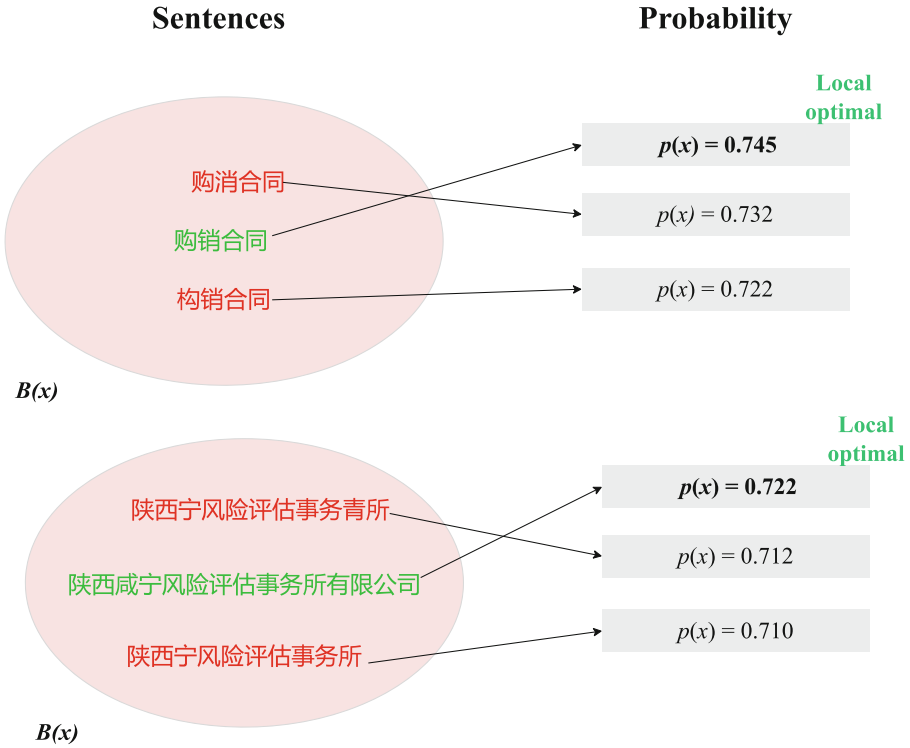 Sentences
Probability
Local
optimal
p(x) = 0.745
购消合同
p(x) = 0.732
购销合同
构销合同
p(x) = 0.722
B(x)
Local
optimal
p(x) = 0.722
陕西宁风险评估事务青所
p(x) = 0.712
陕西咸宁风险评估事务所有限公司
p(x) = 0.710
陕西宁风险评估事务所
B(x)